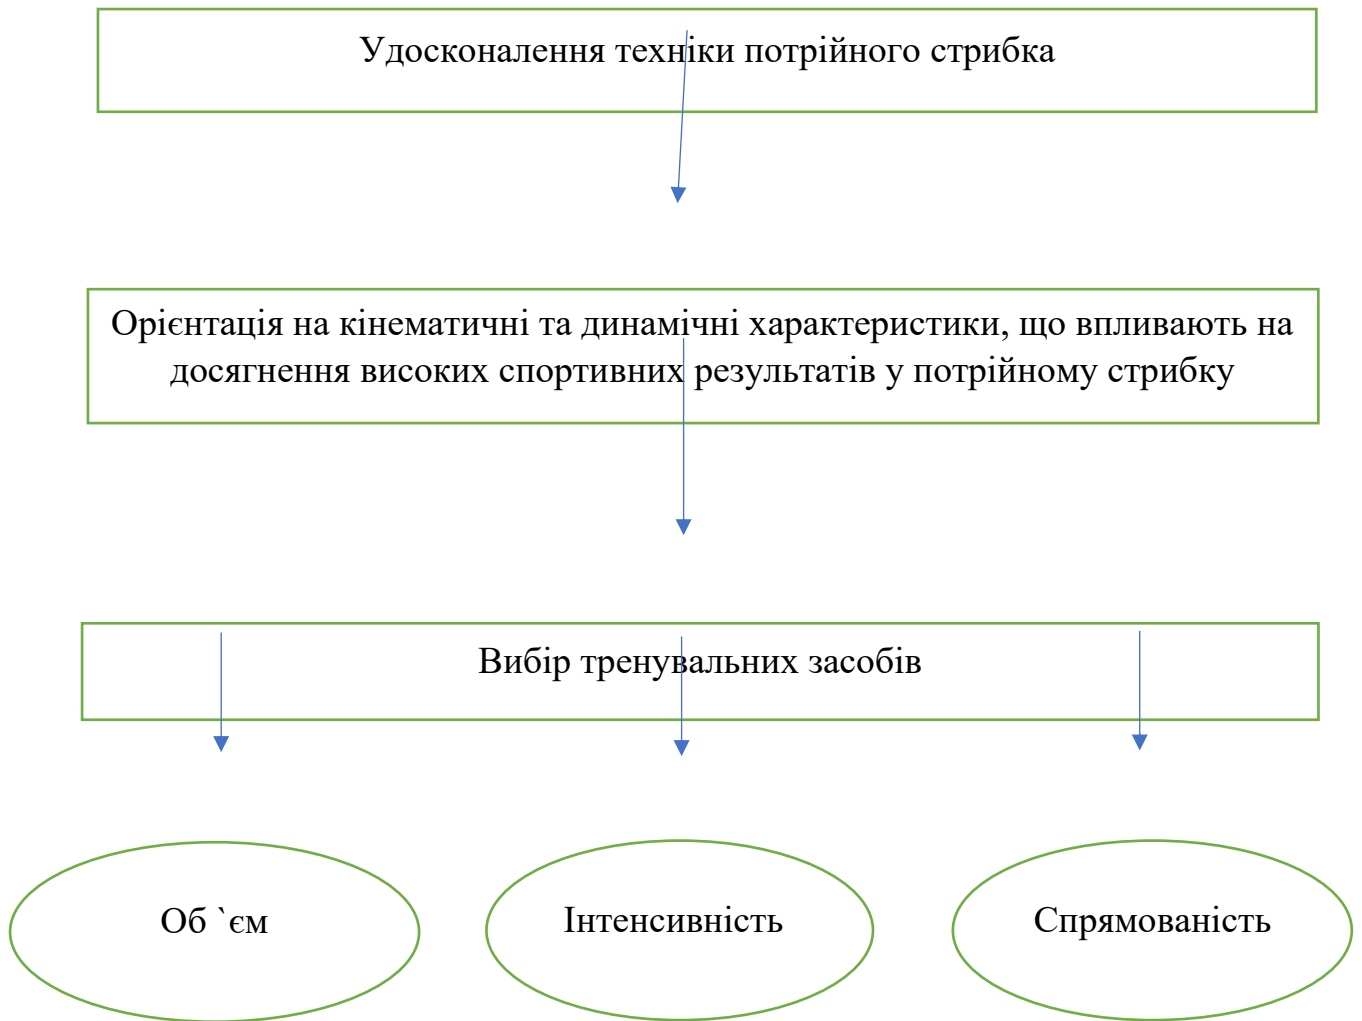 Удосконалення техніки потрійного стрибка
Орієнтація на кінематичні та динамічні характеристики, що впливають на
досягнення високих спортивних результатів у потрійному стрибку
Вибір тренувальних засобів
Об `єм
Інтенсивність
Спрямованість